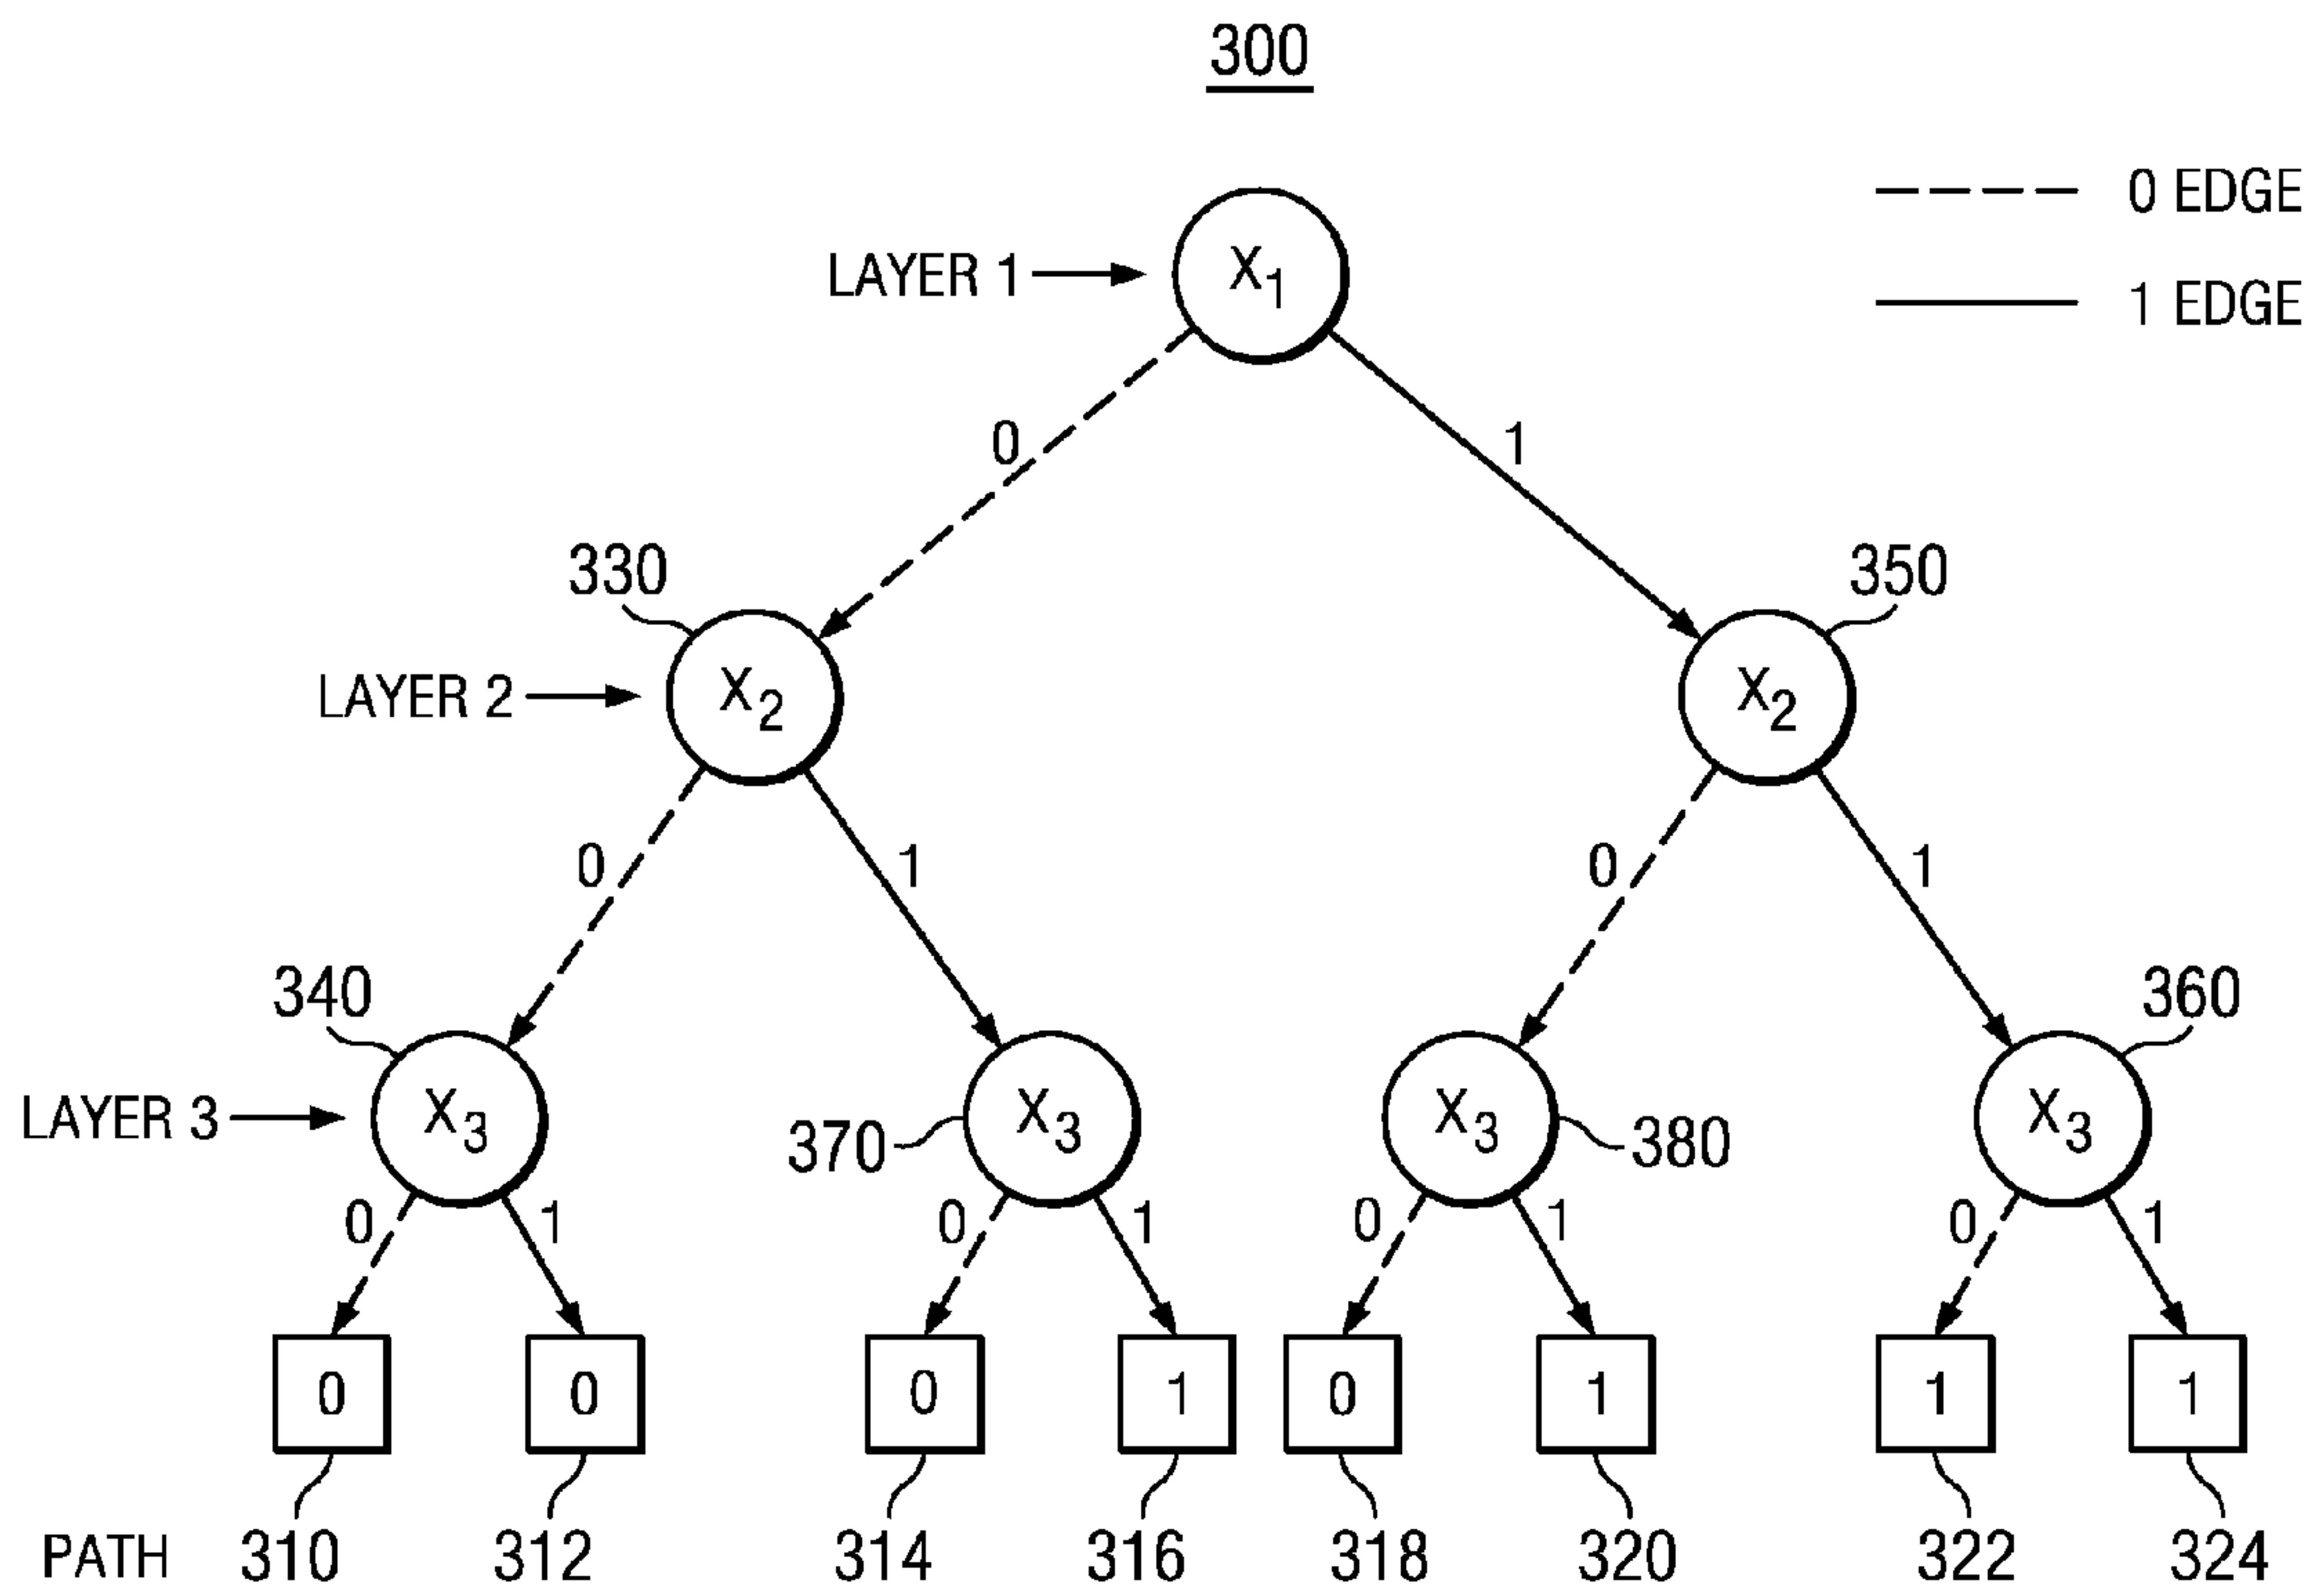 300
0 EDGE
1 EDGE
LAYER 1
X1
0 1
330 350
LAYER 2
X2 X2
0 1 0 1
340 360
LAYER 3
X3 370 X3 X3 380 X3
0 1 0 1 0 1 0 1
0 0 0 1 0 1 1 1
PATH 310 312 314 316 318 320 322 324